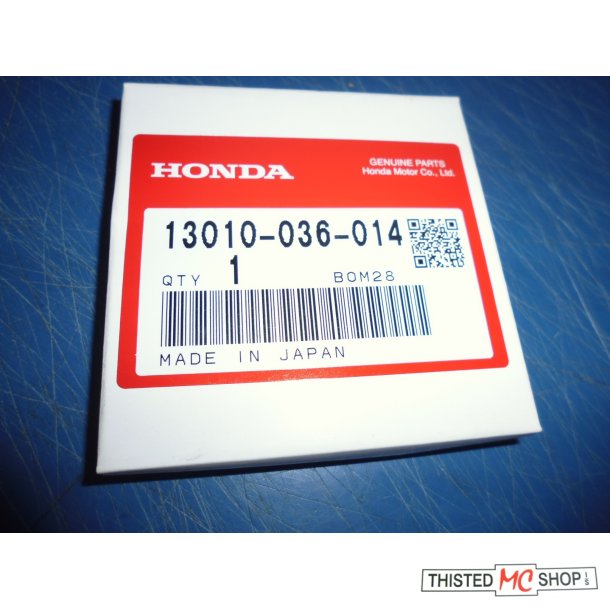 HONDA
GENUINE PARTS
Honda Motor Co., Ltd.
13010-036-014
QTY 1 BOM28
MADE IN JAPAN
THISTED MC SHOP I/S